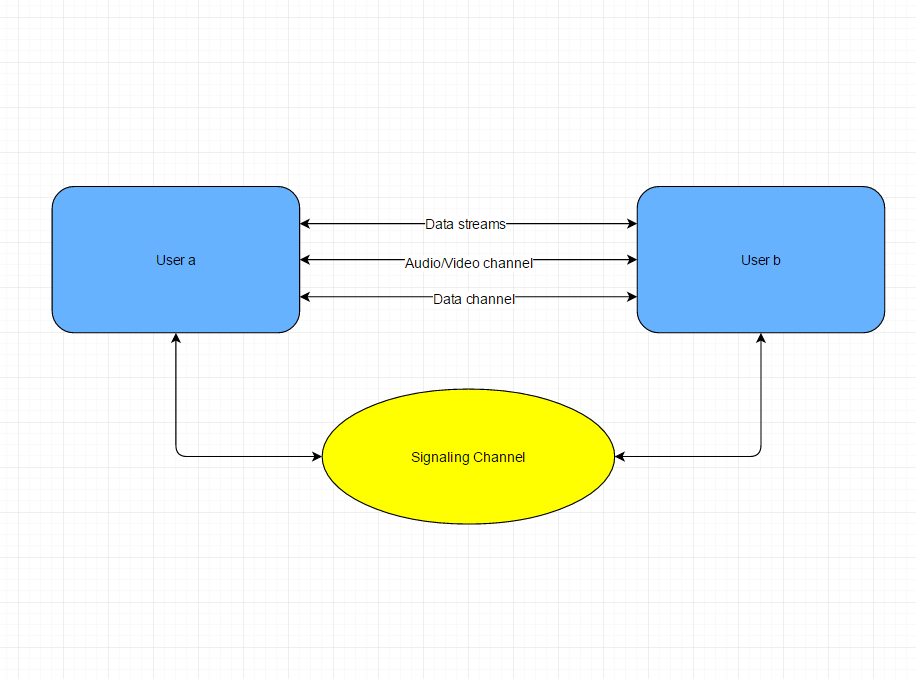 Data streams
User a
Audio/Video channel
User b
Data channel
Signaling Channel